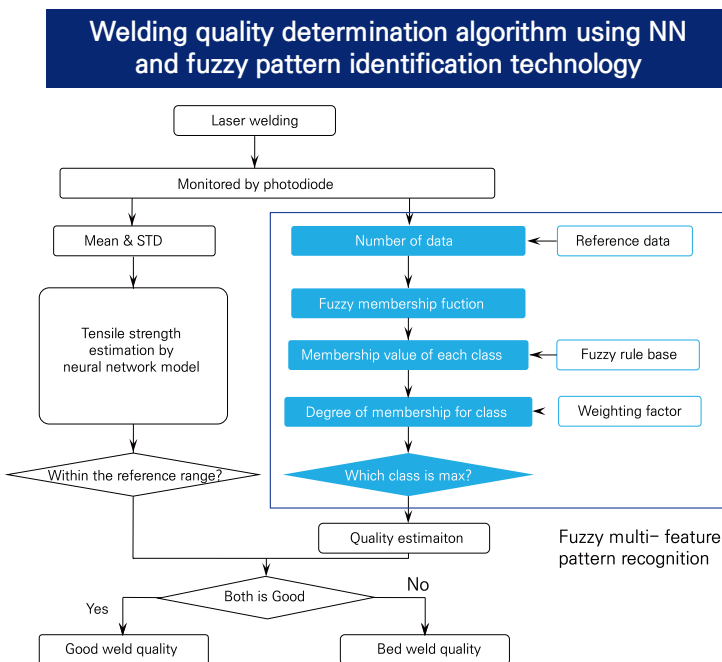 Welding quality determination algorithm using NN
and fuzzy pattern identification technology
Laser welding
Monitored by photodiode
Mean & STD
Number of data
Reference data
Tensile strength
estimation by
neural network model
Fuzzy membership fuction
Membership value of each class
Fuzzy rule base
Degree of membership for class
Weighting factor
Within the reference range?
Which class is max?
Quality estimaiton
Fuzzy multi- feature
pattern recognition
Both is Good
Yes
No
Good weld quality
Bed weld quality